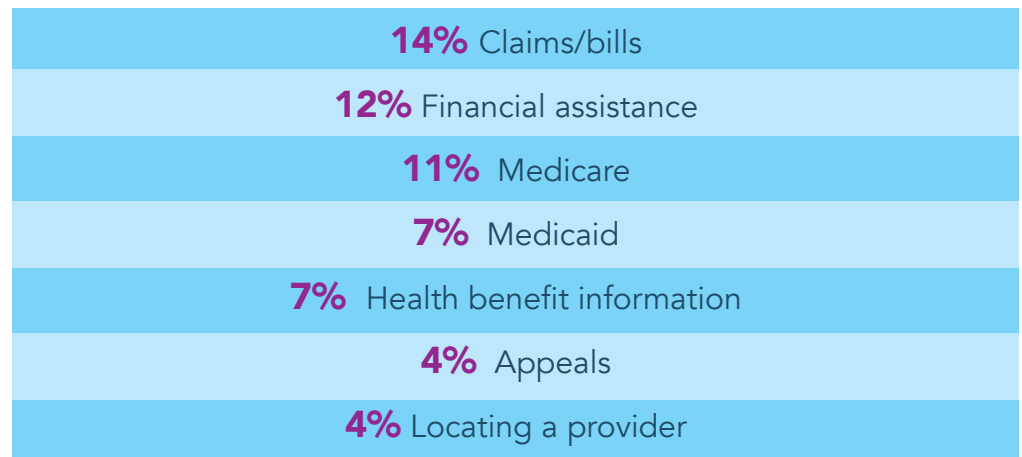 14% Claims/bills
12% Financial assistance
11% Medicare
7% Medicaid
7% Health benefit information
4% Appeals
4% Locating a provider